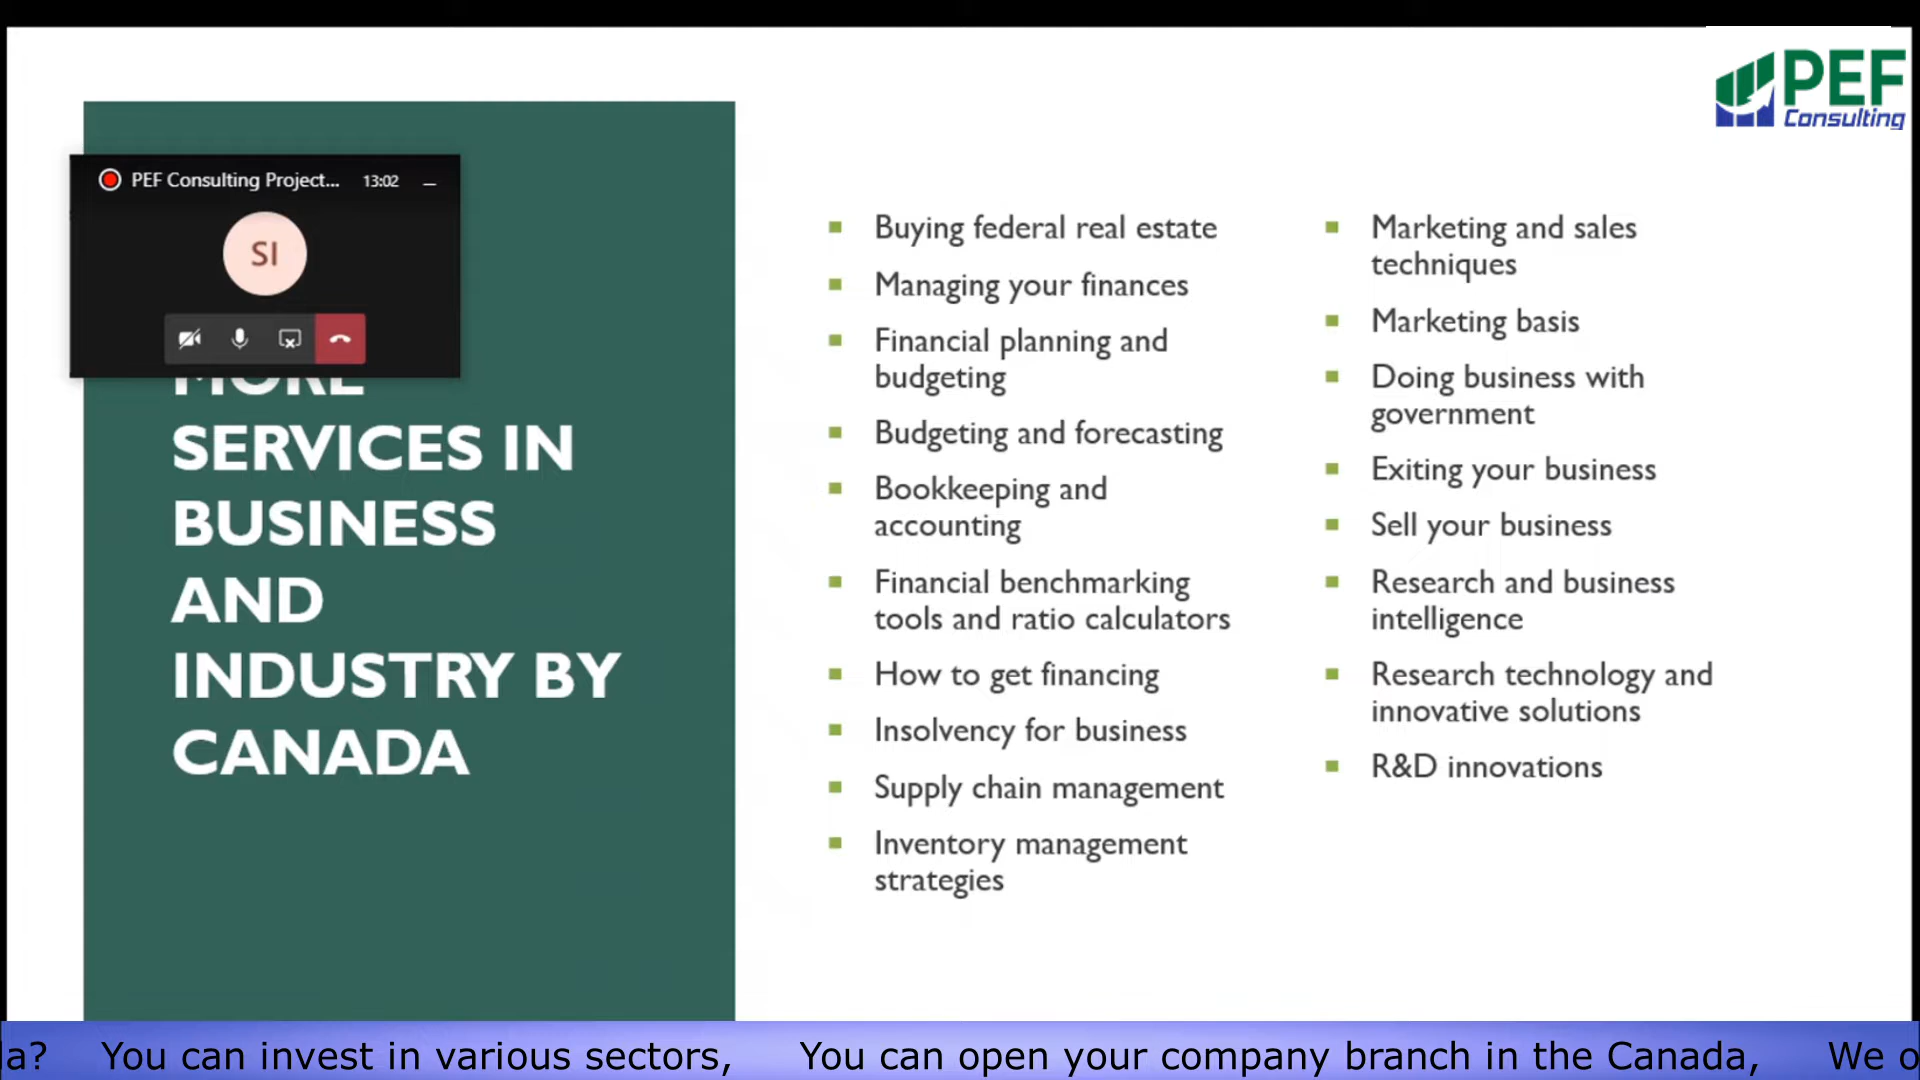 PEF
Consulting
PEF Consulting Project... 13:02
SI
MORE
SERVICES IN
BUSINESS
AND
INDUSTRY BY
CANADA
Buying federal real estate
Managing your finances
Financial planning and
budgeting
Budgeting and forecasting
Bookkeeping and
accounting
Financial benchmarking
tools and ratio calculators
How to get financing
Insolvency for business
Supply chain management
Inventory management
strategies
Marketing and sales
techniques
Marketing basis
Doing business with
government
Exiting your business
Sell your business
Research and business
intelligence
Research technology and
innovative solutions
R&D innovations
a? You can invest in various sectors, You can open your company branch in the Canada, We o